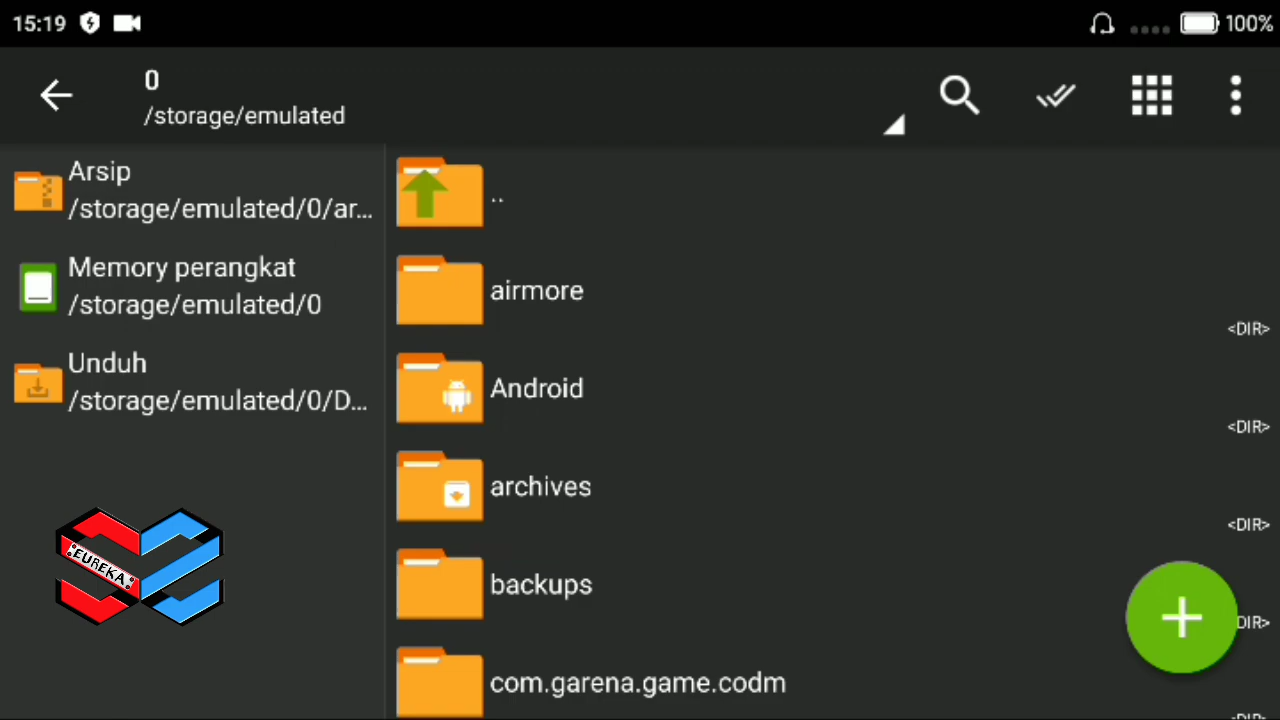 15:19
100%
0
/storage/emulated
Arsip
/storage/emulated/0/ar...
Memory perangkat
/storage/emulated/0
Unduh
/storage/emulated/0/D...
..
airmore
<DIR>
Android
<DIR>
archives
<DIR>
backups
DIR>
com.garena.game.codm
EUREKA